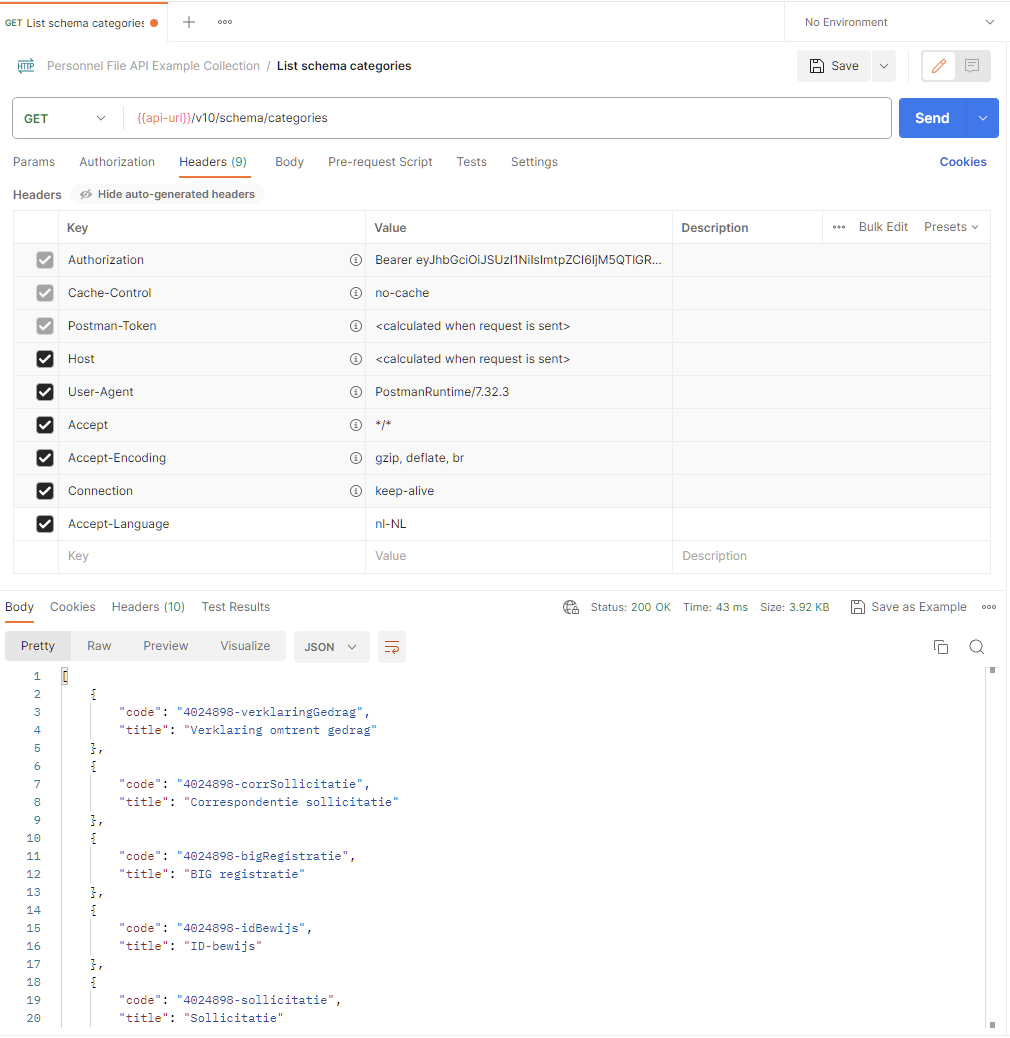 GET List schema categories
No Environment
HTTP Personnel File API Example Collection / List schema categories
Save
GET {{api-url}}/v10/schema/categories
Send
Params Authorization Headers (9) Body Pre-request Script Tests Settings Cookies
Headers Hide auto-generated headers
Key Value Description ••• Bulk Edit Presets
Authorization Bearer eyJhbGciOiJSUzI1NiIsImtpZCI6IjM5QTlGR...
Cache-Control no-cache
Postman-Token <calculated when request is sent>
Host <calculated when request is sent>
User-Agent PostmanRuntime/7.32.3
Accept */*
Accept-Encoding gzip, deflate, br
Connection keep-alive
Accept-Language nl-NL
Key Value Description
Body Cookies Headers (10) Test Results Status: 200 OK Time: 43 ms Size: 3.92 KB Save as Example
Pretty Raw Preview Visualize JSON
1 [
2 {
3 "code": "4024898-verklaringGedrag",
4 "title": "Verklaring omtrent gedrag"
5 },
6 {
7 "code": "4024898-corrSollicitatie",
8 "title": "Correspondentie sollicitatie"
9 },
10 {
11 "code": "4024898-bigRegistratie",
12 "title": "BIG registratie"
13 },
14 {
15 "code": "4024898-idBewijs",
16 "title": "ID-bewijs"
17 },
18 {
19 "code": "4024898-sollicitatie",
20 "title": "Sollicitatie"